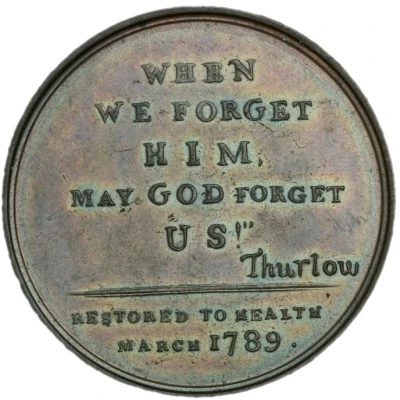 WHEN
WE FORGET
HIM,
MAY GOD FORGET
US!"
Thurlow
RESTORED TO HEALTH
MARCH 1789.